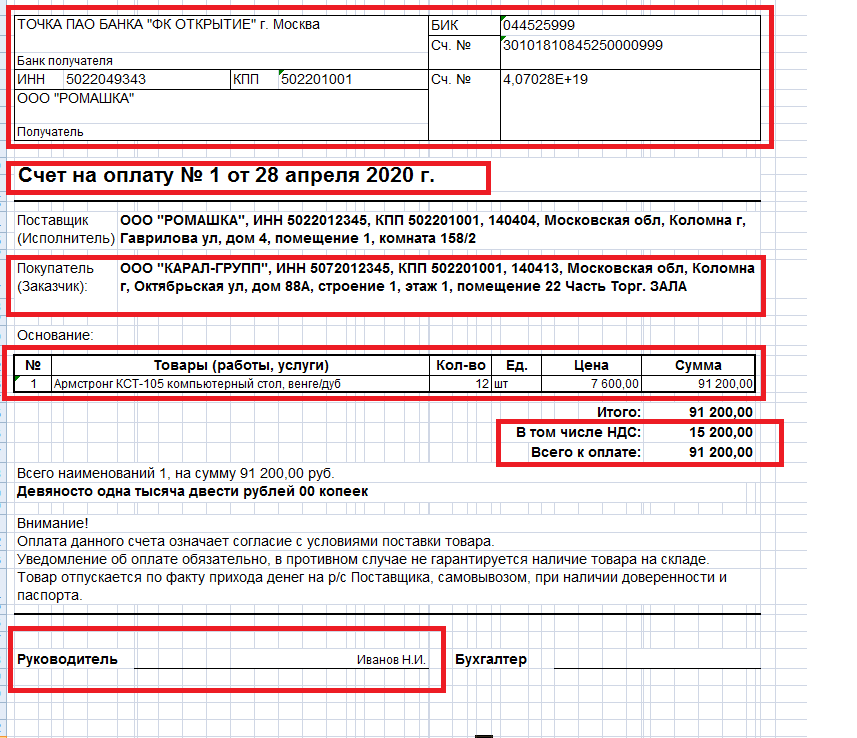 ТОЧКА ПАО БАНКА "ФК ОТКРЫТИЕ" г. Москва
БИК 044525999
Сч. № 30101810845250000999
Банк получателя
ИНН 5022049343 КПП 502201001 Сч. № 4,07028E+19
ООО "РОМАШКА"
Получатель
Счет на оплату № 1 от 28 апреля 2020 г.
Поставщик ООО "РОМАШКА", ИНН 5022012345, КПП 502201001, 140404, Московская обл, Коломна г,
(Исполнитель) Гаврилова ул, дом 4, помещение 1, комната 158/2
Покупатель ООО "КАРАЛ-ГРУПП", ИНН 5072012345, КПП 502201001, 140413, Московская обл, Коломна
(Заказчик): г, Октябрьская ул, дом 88А, строение 1, этаж 1, помещение 22 Часть Торг. ЗАЛА
Основание:
№ Товары (работы, услуги) Кол-во Ед. Цена Сумма
1 Армстронг КСТ-105 компьютерный стол, венге/дуб 12 шт 7 600,00 91 200,00
Итого: 91 200,00
В том числе НДС: 15 200,00
Всего к оплате: 91 200,00
Всего наименований 1, на сумму 91 200,00 руб.
Девяносто одна тысяча двести рублей 00 копеек
Внимание!
Оплата данного счета означает согласие с условиями поставки товара.
Уведомление об оплате обязательно, в противном случае не гарантируется наличие товара на складе.
Товар отпускается по факту прихода денег на р/с Поставщика, самовывозом, при наличии доверенности и
паспорта.
Руководитель Иванов Н.И. Бухгалтер